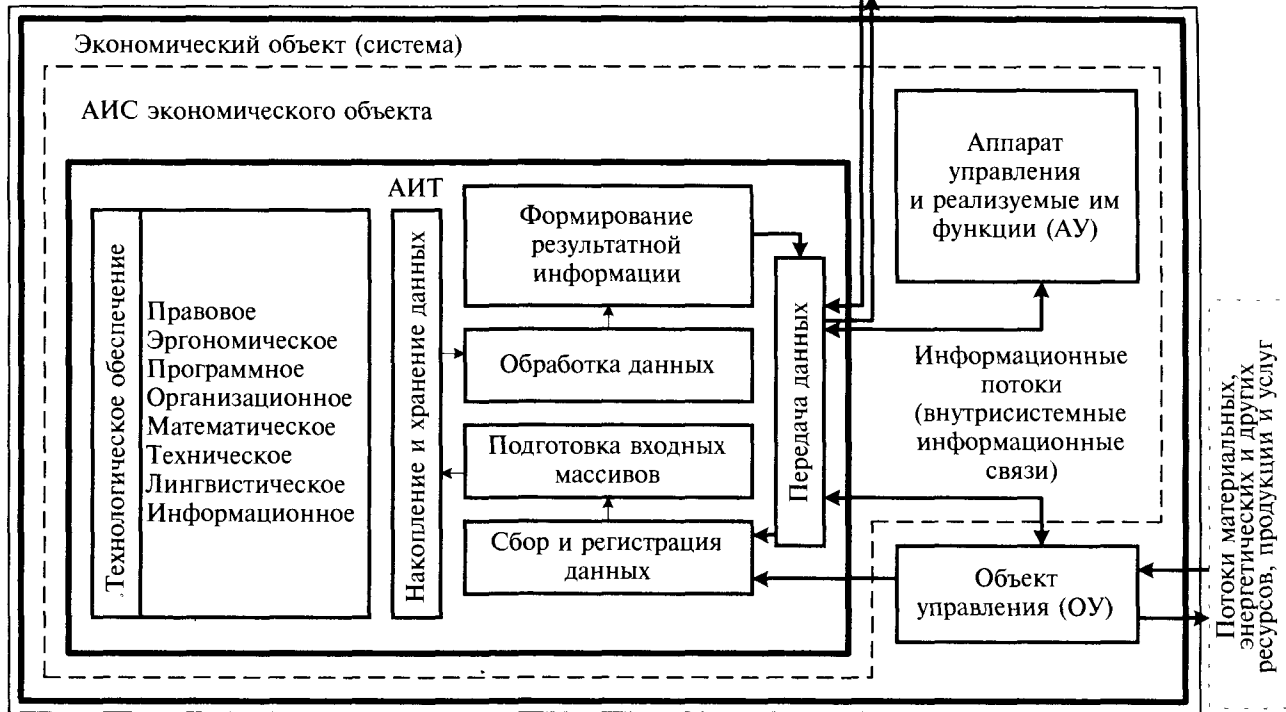 Экономический объект (система)
АИС экономического объекта
АИТ
Технологическое обеспечение
Правовое
Эргономическое
Программное
Организационное
Математическое
Техническое
Лингвистическое
Информационное
Накопление и хранение данных
Формирование
результатной
информации
Обработка данных
Подготовка входных
массивов
Сбор и регистрация
данных
Передача данных
Аппарат
управления
и реализуемые им
функции (АУ)
Информационные
потоки
(внутрисистемные
информационные
связи)
Объект
управления (ОУ)
Потоки материальных,
энергетических и других
ресурсов, продукции и услуг